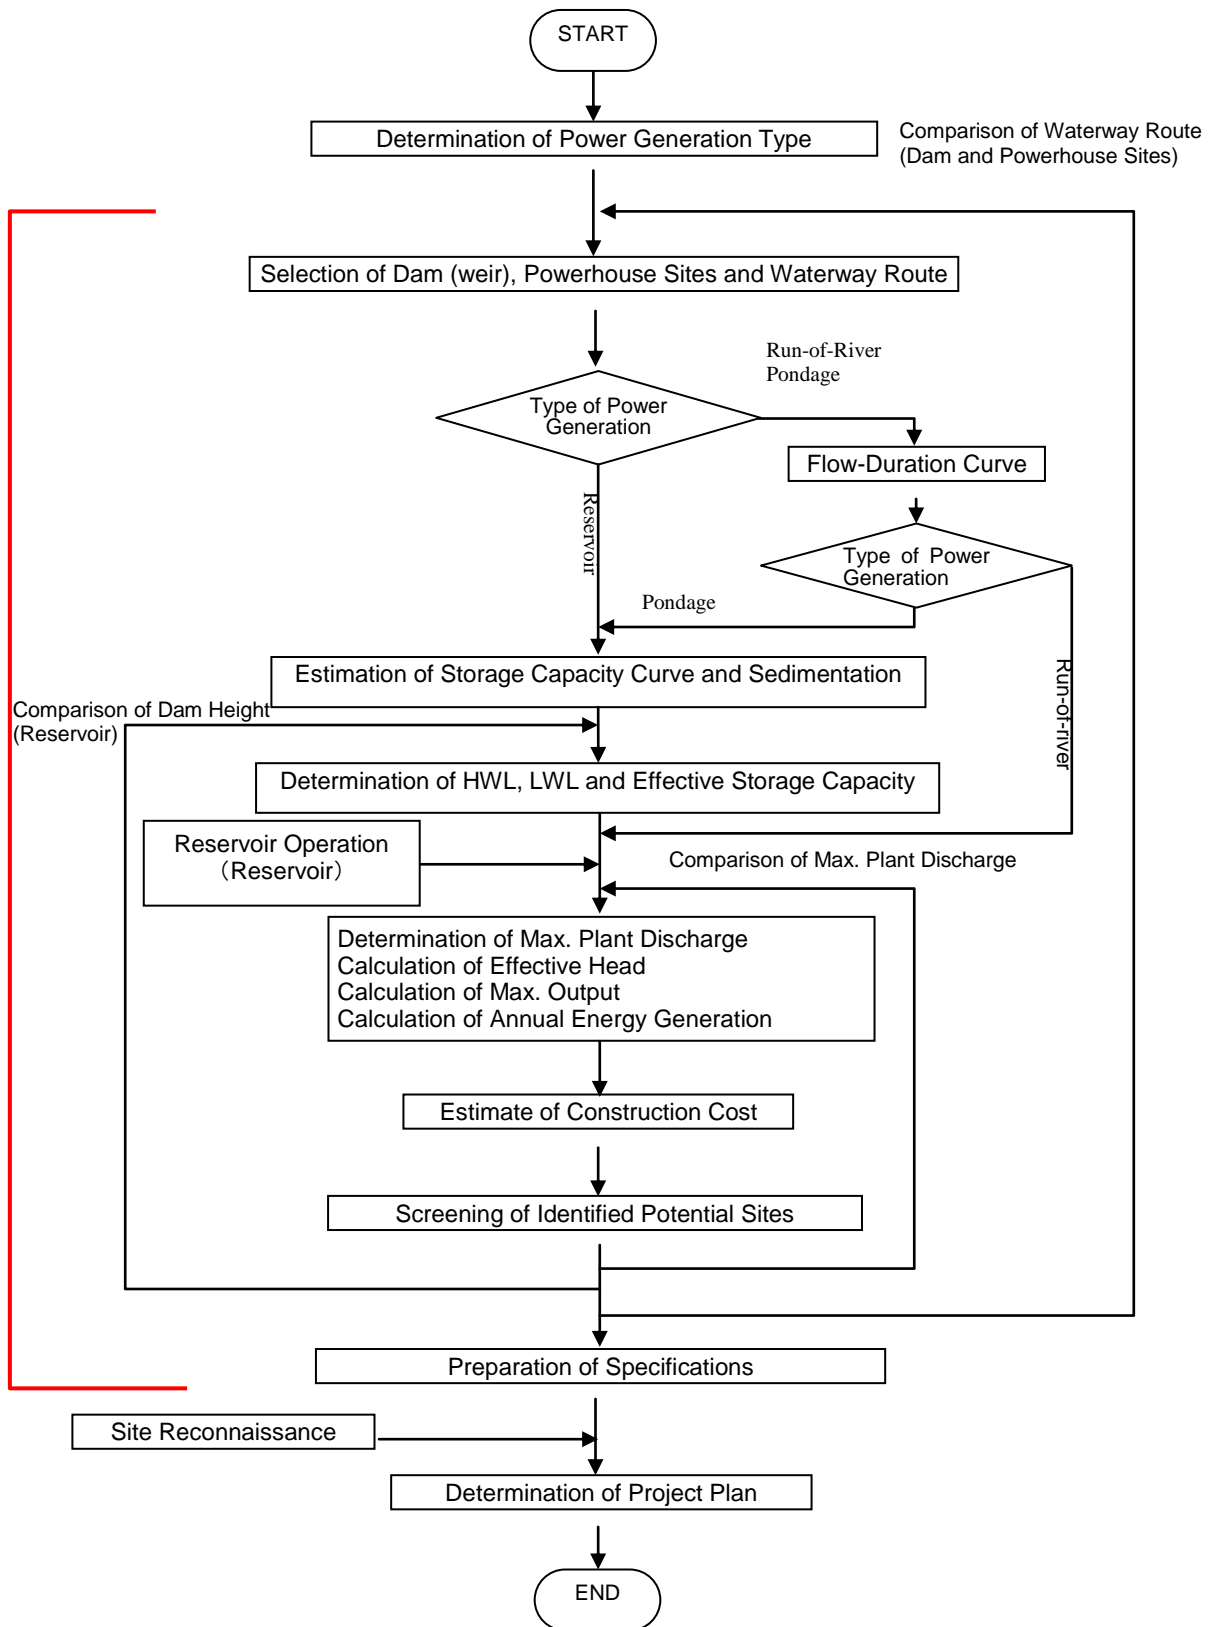 START
Determination of Power Generation Type
Comparison of Waterway Route
(Dam and Powerhouse Sites)
Selection of Dam (weir), Powerhouse Sites and Waterway Route
Run-of-River
Pondage
Type of Power
Generation
Flow-Duration Curve
Reservoir
Type of Power
Generation
Pondage
Run-of-river
Estimation of Storage Capacity Curve and Sedimentation
Comparison of Dam Height
(Reservoir)
Determination of HWL, LWL and Effective Storage Capacity
Reservoir Operation
（Reservoir）
Comparison of Max. Plant Discharge
Determination of Max. Plant Discharge
Calculation of Effective Head
Calculation of Max. Output
Calculation of Annual Energy Generation
Estimate of Construction Cost
Screening of Identified Potential Sites
Preparation of Specifications
Site Reconnaissance
Determination of Project Plan
END